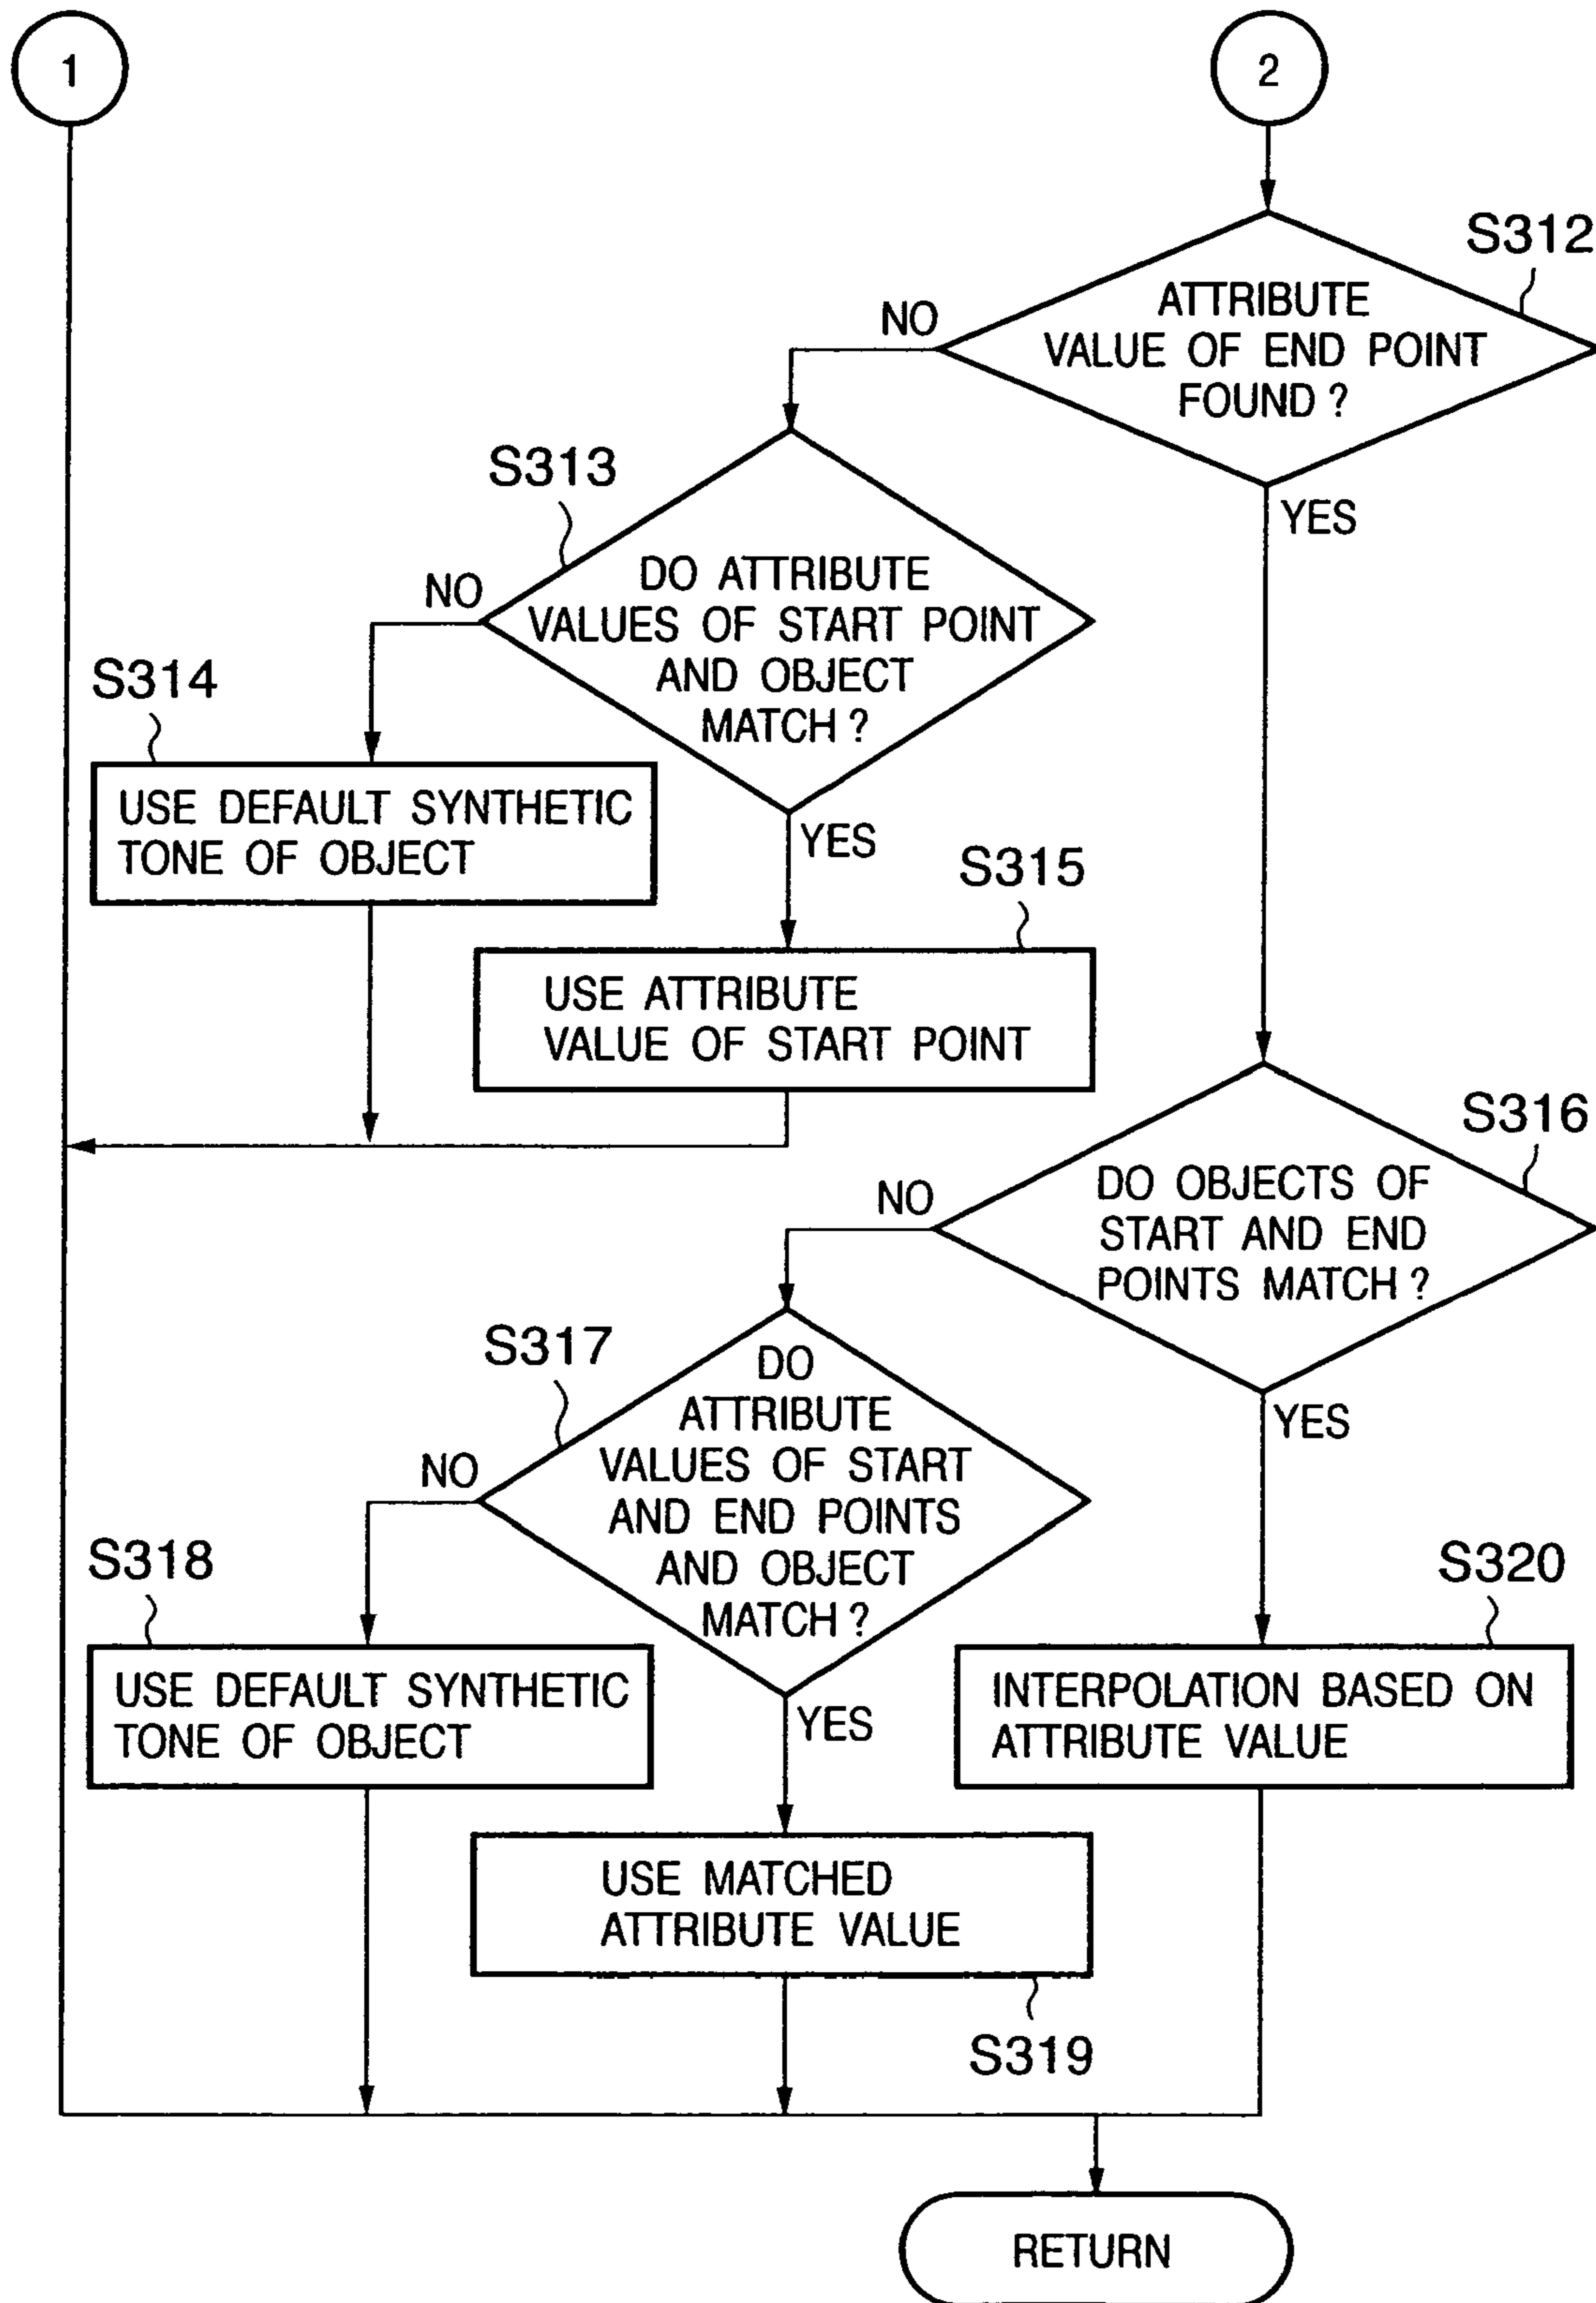 1
2
S312
ATTRIBUTE
VALUE OF END POINT
FOUND ?
NO
YES
S313
DO ATTRIBUTE
VALUES OF START POINT
AND OBJECT
MATCH ?
NO
YES
S314
USE DEFAULT SYNTHETIC
TONE OF OBJECT
S315
USE ATTRIBUTE
VALUE OF START POINT
S316
DO OBJECTS OF
START AND END
POINTS MATCH ?
NO
YES
S317
DO
ATTRIBUTE
VALUES OF START
AND END POINTS
AND OBJECT
MATCH ?
NO
YES
S318
USE DEFAULT SYNTHETIC
TONE OF OBJECT
S320
INTERPOLATION BASED ON
ATTRIBUTE VALUE
USE MATCHED
ATTRIBUTE VALUE
S319
RETURN